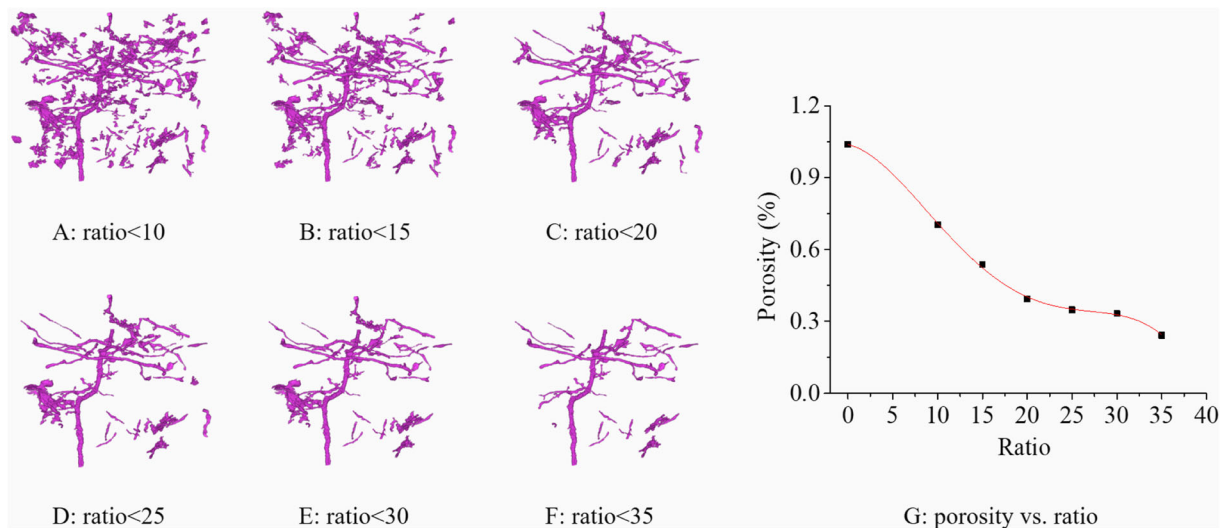 A: ratio<10
B: ratio<15
C: ratio<20
D: ratio<25
E: ratio<30
F: ratio<35
1.2
0.9
0.6
0.3
0.0
Porosity (%)
0 5 10 15 20 25 30 35 40
Ratio
G: porosity vs. ratio